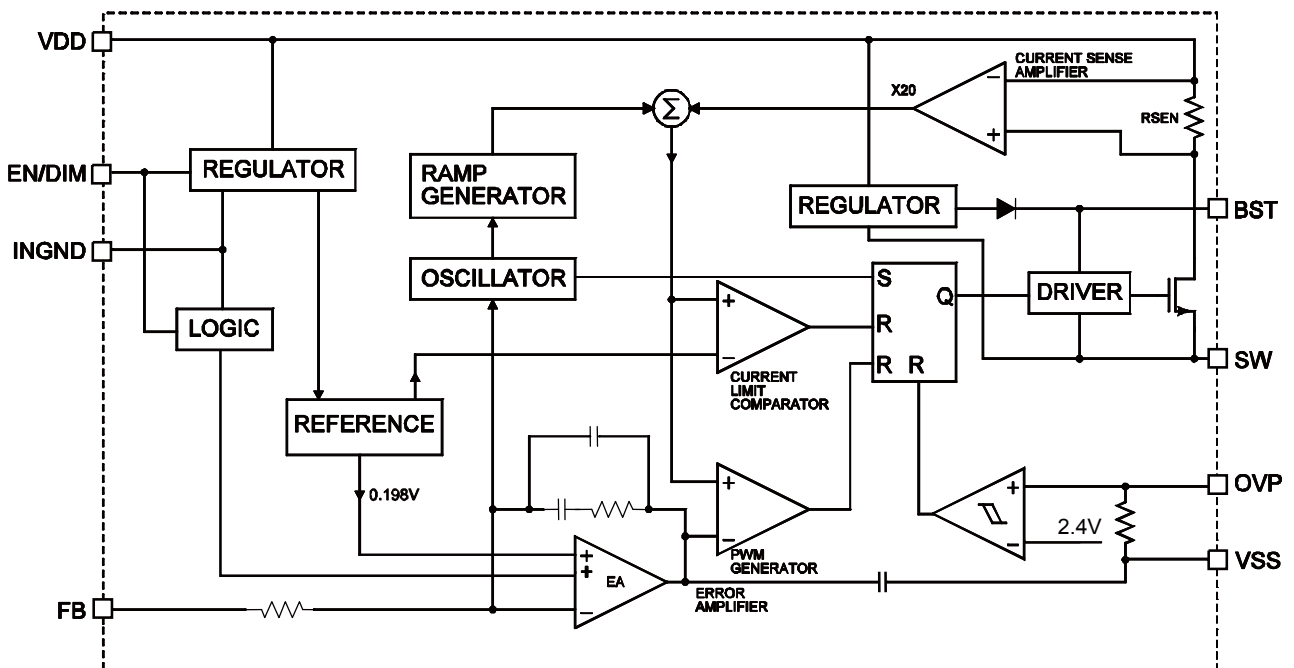 VDD
CURRENT SENSE
AMPLIFIER
X20
−
+
Σ
RSEN
EN/DIM
REGULATOR
RAMP
GENERATOR
REGULATOR
BST
INGND
OSCILLATOR
S
Q
DRIVER
LOGIC
+
−
R
R R
SW
CURRENT
LIMIT
COMPARATOR
REFERENCE
0.198V
+
−
PWM
GENERATOR
+
−
2.4V
OVP
VSS
+
+
−
EA
ERROR
AMPLIFIER
FB